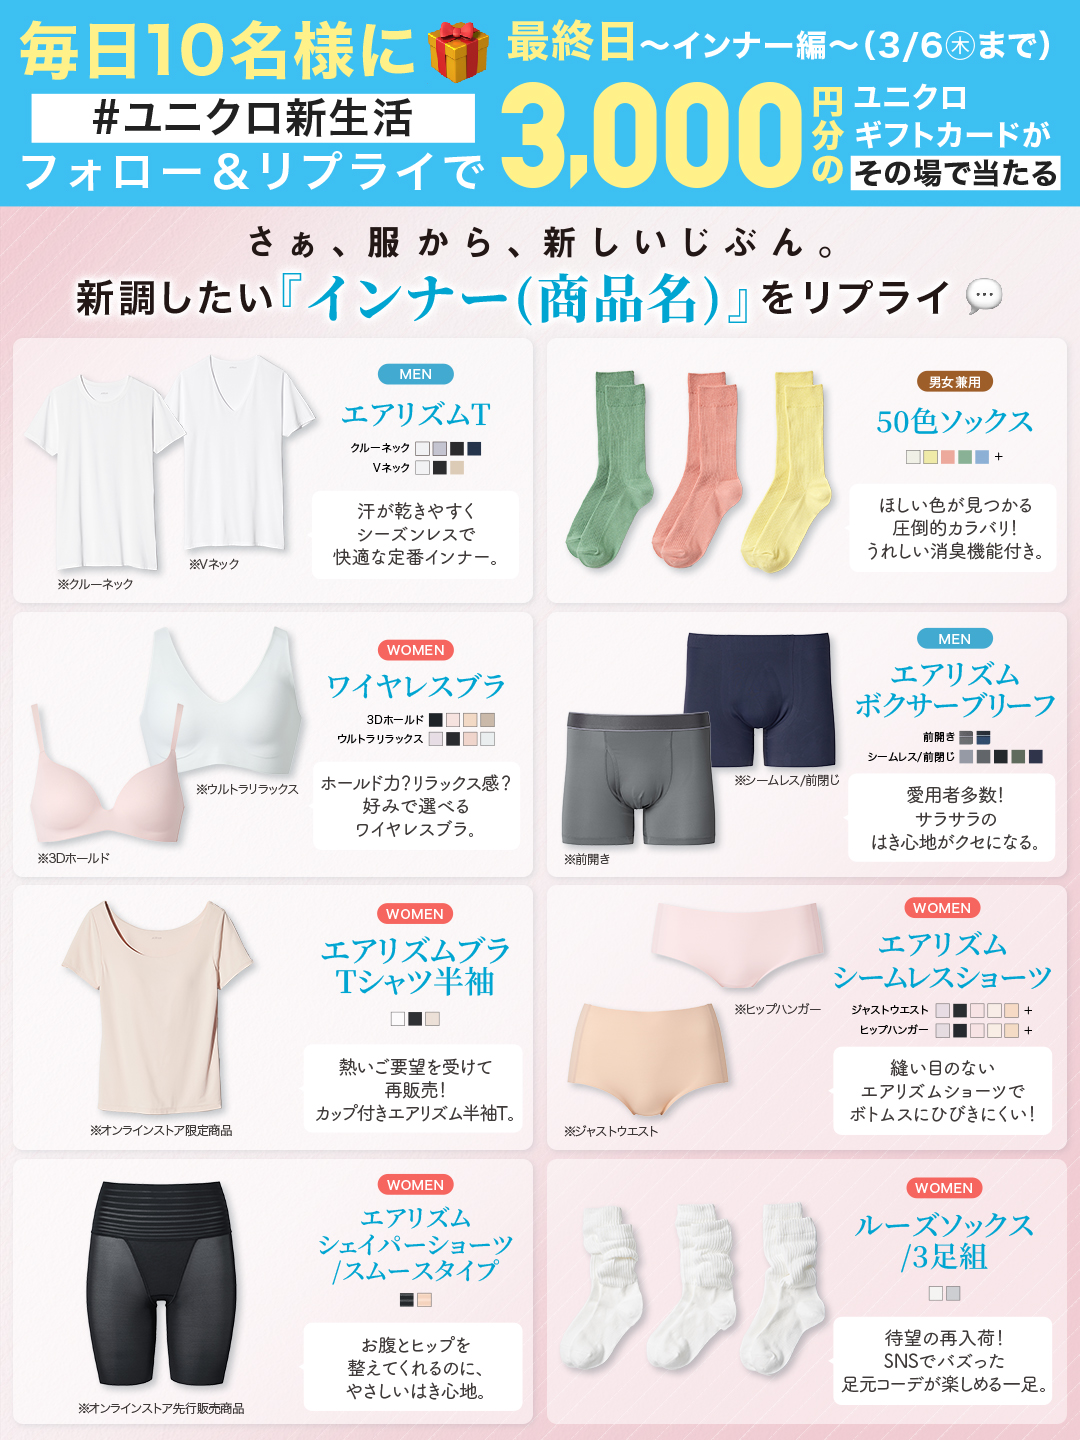 毎日10名様に
#ユニクロ新生活
フォロー&リプライで
最終日～インナー編～(3/6㊍まで)
3,000円分の
ユニクロ
ギフトカードが
その場で当たる
さぁ、服から、新しいじぶん。
新調したい『インナー(商品名)』をリプライ
MEN
エアリズムT
クルーネック
Vネック
汗が乾きやすく
シーズンレスで
快適な定番インナー。
※Vネック
※クルーネック
男女兼用
50色ソックス
+
ほしい色が見つかる
圧倒的カラバリ!
うれしい消臭機能付き。
WOMEN
ワイヤレスブラ
3Dホールド
ウルトラリラックス
ホールド力?リラックス感?
好みで選べる
ワイヤレスブラ。
※ウルトラリラックス
※3Dホールド
MEN
エアリズム
ボクサーブリーフ
前開き
シームレス/前閉じ
愛用者多数!
サラサラの
はき心地がクセになる。
※シームレス/前閉じ
※前開き
WOMEN
エアリズムブラ
Tシャツ半袖
熱いご要望を受けて
再販売!
カップ付きエアリズム半袖T。
※オンラインストア限定商品
WOMEN
エアリズム
シームレスショーツ
ジャストウエスト +
ヒップハンガー +
縫い目のない
エアリズムショーツで
ボトムスにひびきにくい!
※ヒップハンガー
※ジャストウエスト
WOMEN
エアリズム
シェイパーショーツ
/スムースタイプ
お腹とヒップを
整えてくれるのに、
やさしいはき心地。
※オンラインストア先行販売商品
WOMEN
ルーズソックス
/3足組
待望の再入荷!
SNSでバズった
足元コーデが楽しめる一足。